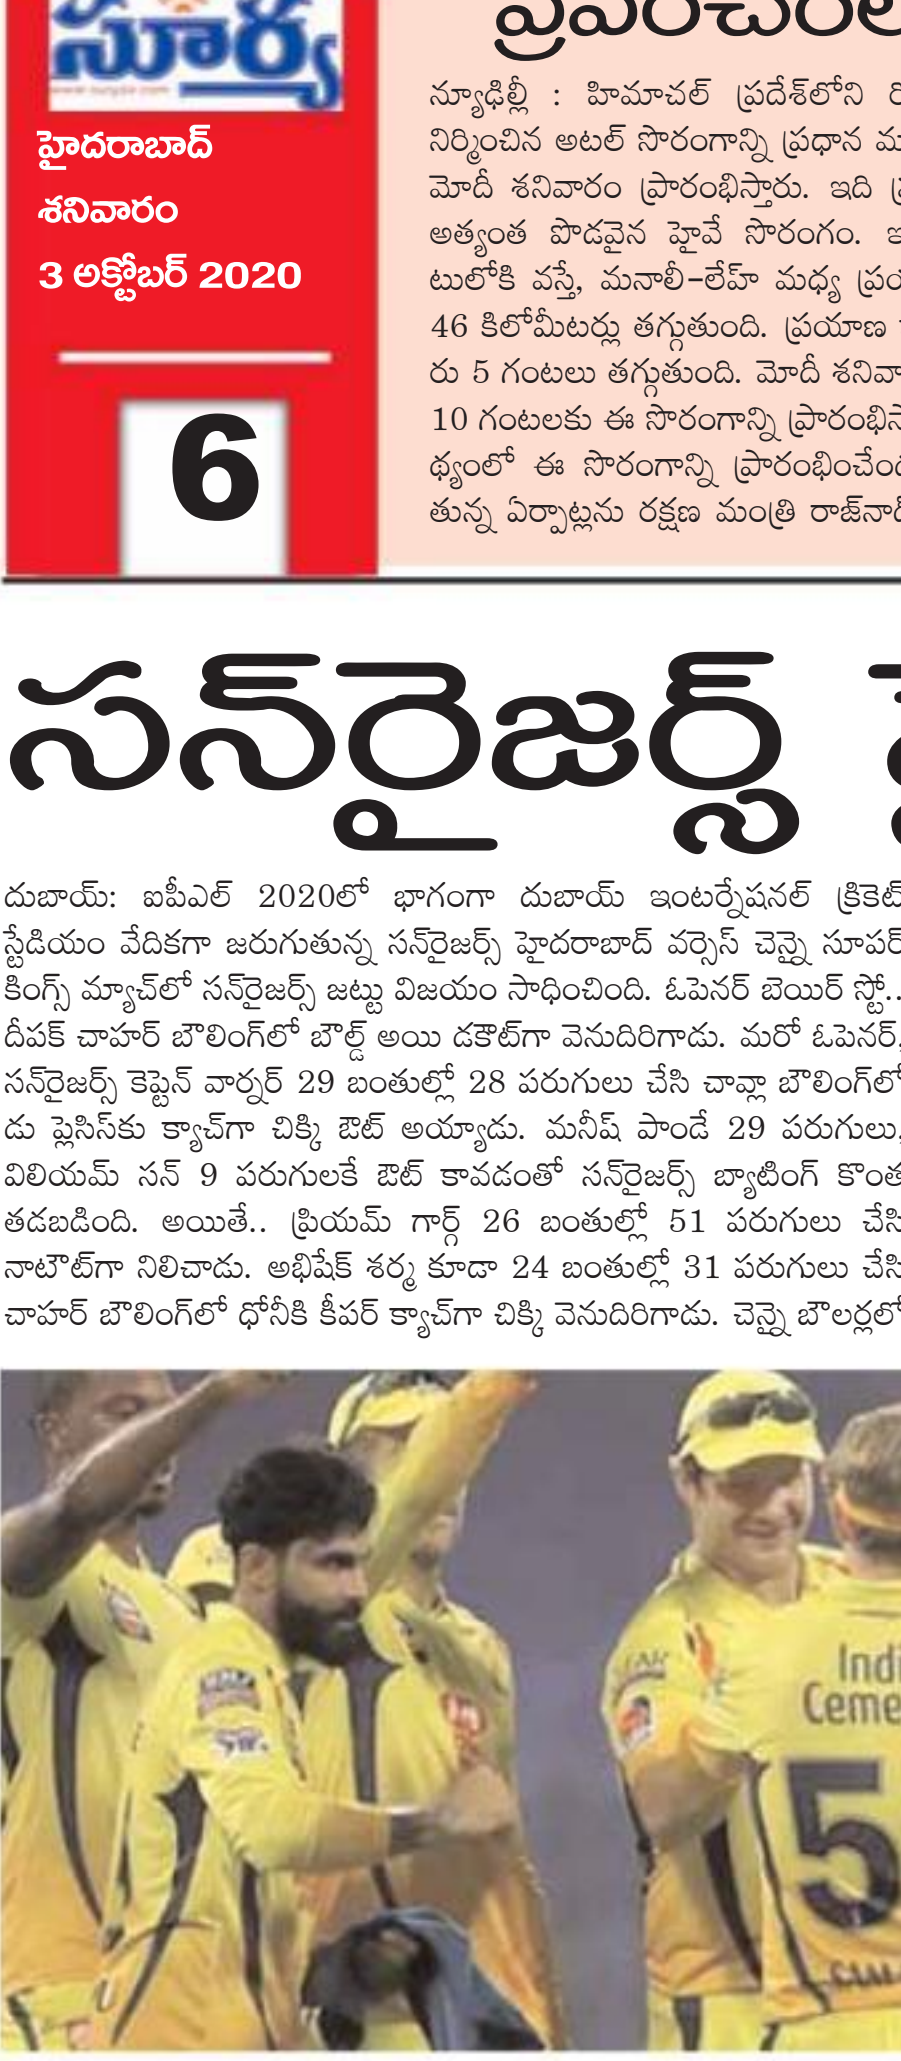 సూర్య
హైదరాబాద్
శనివారం
3 అక్టోబర్ 2020
6
న్యూఢిల్లీ : హిమాచల్ ప్రదేశ్‌లోని
నిర్మించిన అటల్ సొరంగాన్ని ప్రధాన
మోదీ శనివారం ప్రారంభిస్తారు. ఇది
అత్యంత పొడవైన హైవే సొరంగం.
టులోకి వస్తే, మనాలీ-లేహ్ మధ్య
46 కిలోమీటర్లు తగ్గుతుంది. ప్రయాణ
రు 5 గంటలు తగ్గుతుంది. మోదీ
10 గంటలకు ఈ సొరంగాన్ని
థ్యంలో ఈ సొరంగాన్ని
తున్న ఏర్పాట్లను రక్షణ మంత్రి
సన్‌రైజర్స్
దుబాయ్: ఐపీఎల్ 2020లో భాగంగా దుబాయ్ ఇంటర్నేషనల్ క్రికెట్
స్టేడియం వేదికగా జరుగుతున్న సన్‌రైజర్స్ హైదరాబాద్ వర్సెస్ చెన్నై సూపర్
కింగ్స్ మ్యాచ్‌లో సన్‌రైజర్స్ జట్టు విజయం సాధించింది. ఓపెనర్ బెయిర్ స్టో..
దీపక్ చాహర్ బౌలింగ్‌లో బౌల్డ్ అయి డకౌట్‌గా వెనుదిరిగాడు. మరో ఓపెనర్,
సన్‌రైజర్స్ కెప్టెన్ వార్నర్ 29 బంతుల్లో 28 పరుగులు చేసి చావ్లా బౌలింగ్‌లో
డు ప్లెసిస్‌కు క్యాచ్‌గా చిక్కి ఔట్ అయ్యాడు. మనీష్ పాండే 29 పరుగులు,
విలియమ్ సన్ 9 పరుగులకే ఔట్ కావడంతో సన్‌రైజర్స్ బ్యాటింగ్ కొంత
తడబడింది. అయితే.. ప్రియమ్ గార్గ్ 26 బంతుల్లో 51 పరుగులు చేసి
నాటౌట్‌గా నిలిచాడు. అభిషేక్ శర్మ కూడా 24 బంతుల్లో 31 పరుగులు చేసి
చాహర్ బౌలింగ్‌లో ధోనీకి కీపర్ క్యాచ్‌గా చిక్కి వెనుదిరిగాడు. చెన్నై బౌలర్లలో
5
SAM